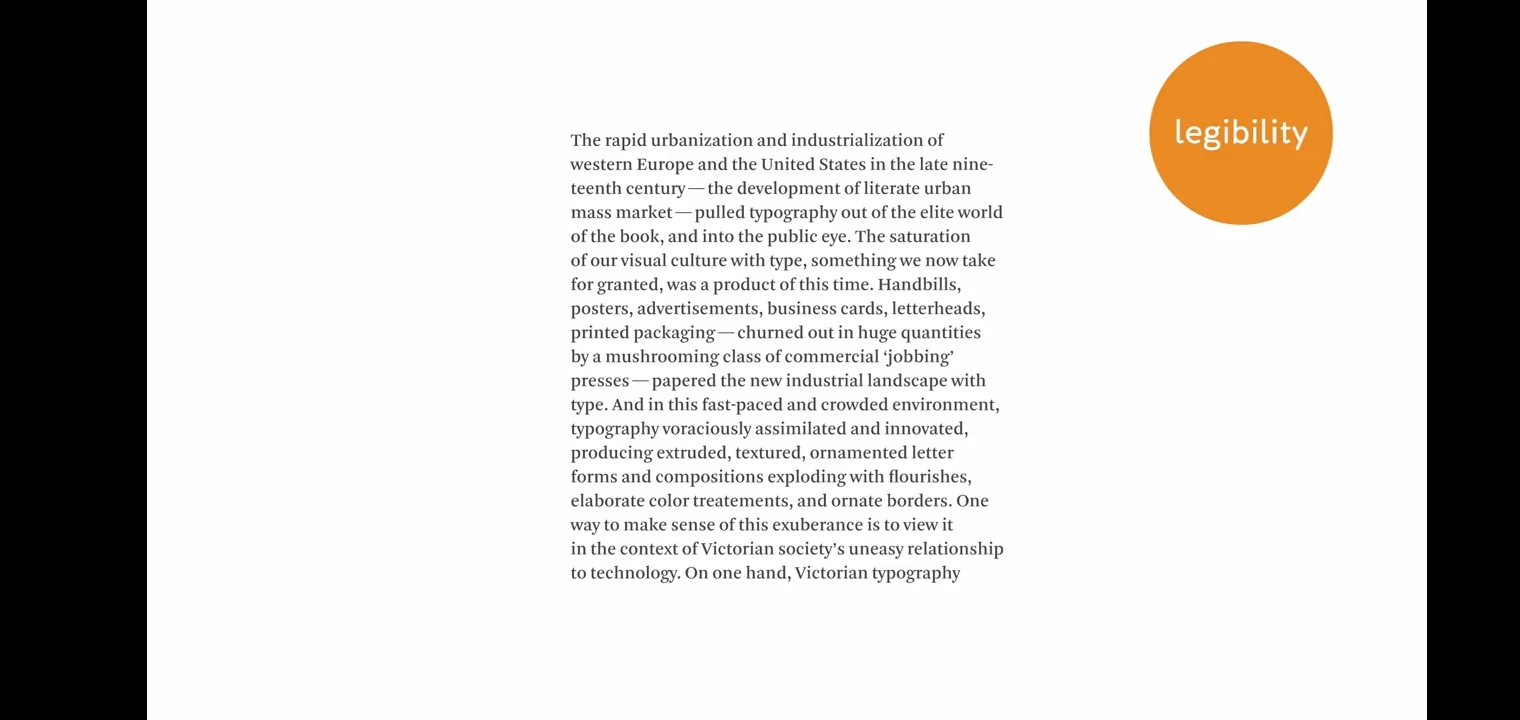 legibility
The rapid urbanization and industrialization of
western Europe and the United States in the late nine-
teenth century — the development of literate urban
mass market — pulled typography out of the elite world
of the book, and into the public eye. The saturation
of our visual culture with type, something we now take
for granted, was a product of this time. Handbills,
posters, advertisements, business cards, letterheads,
printed packaging — churned out in huge quantities
by a mushrooming class of commercial ‘jobbing’
presses — papered the new industrial landscape with
type. And in this fast-paced and crowded environment,
typography voraciously assimilated and innovated,
producing extruded, textured, ornamented letter
forms and compositions exploding with flourishes,
elaborate color treatements, and ornate borders. One
way to make sense of this exuberance is to view it
in the context of Victorian society’s uneasy relationship
to technology. On one hand, Victorian typography